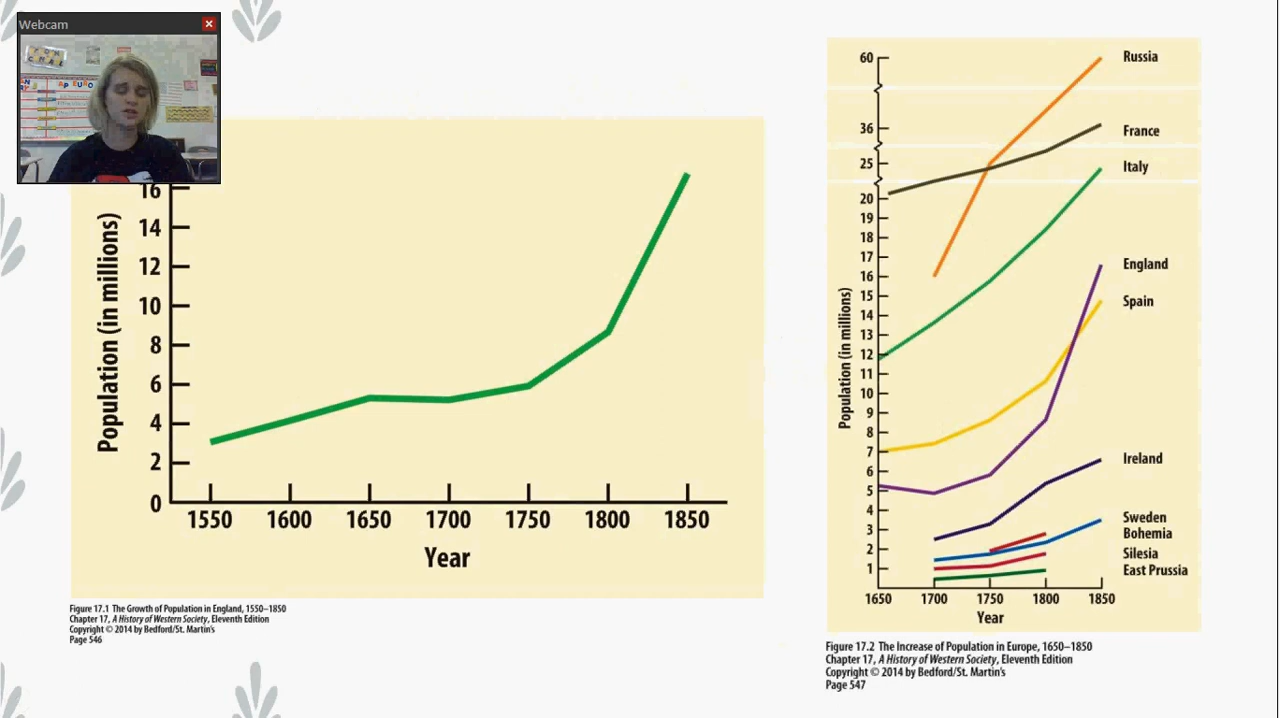 Webcam
AP EURO
16
14
12
10
8
6
4
2
0
Population (in millions)
1550 1600 1650 1700 1750 1800 1850
Year
Figure 17.1 The Growth of Population in England, 1550–1850
Chapter 17, A History of Western Society, Eleventh Edition
Copyright © 2014 by Bedford/St. Martin's
Page 546
60
36
25
20
19
18
17
16
15
14
13
12
11
10
9
8
7
6
5
4
3
2
1
Population (in millions)
Russia
France
Italy
England
Spain
Ireland
Sweden
Bohemia
Silesia
East Prussia
1650 1700 1750 1800 1850
Year
Figure 17.2 The Increase of Population in Europe, 1650–1850
Chapter 17, A History of Western Society, Eleventh Edition
Copyright © 2014 by Bedford/St. Martin's
Page 547